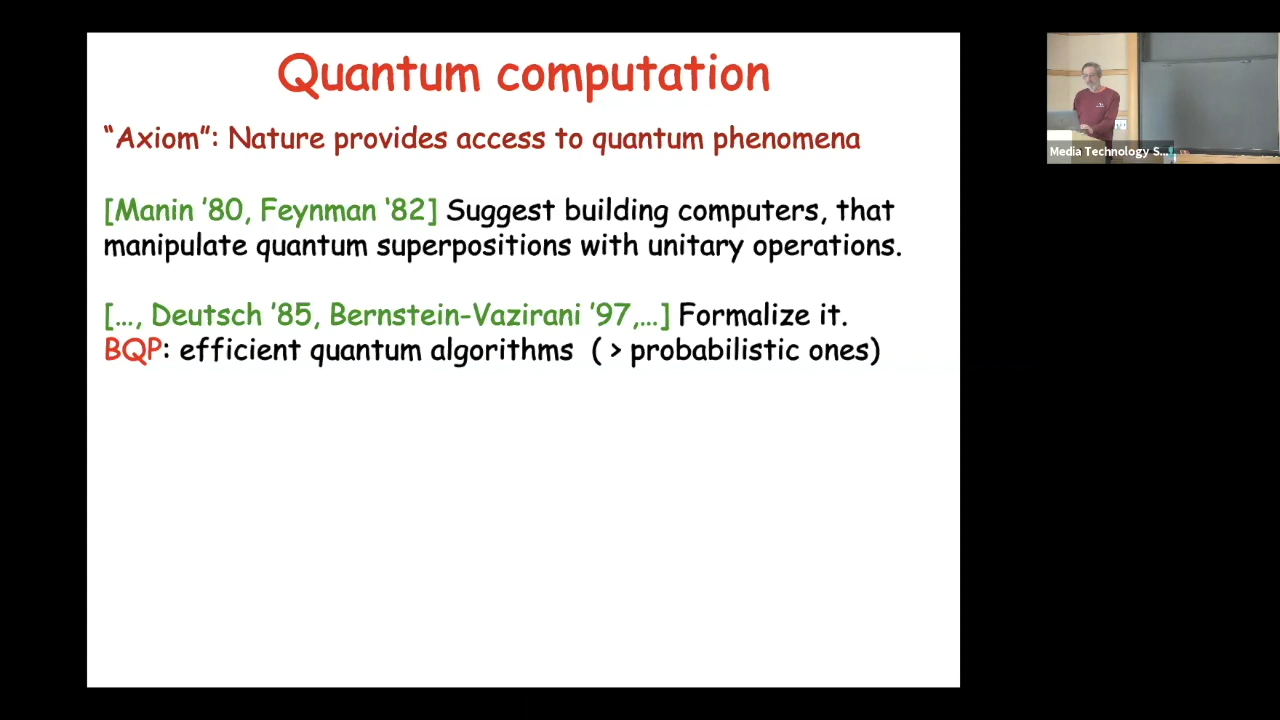 Quantum computation
“Axiom”: Nature provides access to quantum phenomena
[Manin ’80, Feynman ‘82] Suggest building computers, that
manipulate quantum superpositions with unitary operations.
[…, Deutsch ’85, Bernstein-Vazirani ’97,…] Formalize it.
BQP: efficient quantum algorithms ( > probabilistic ones)
Media Technology S...